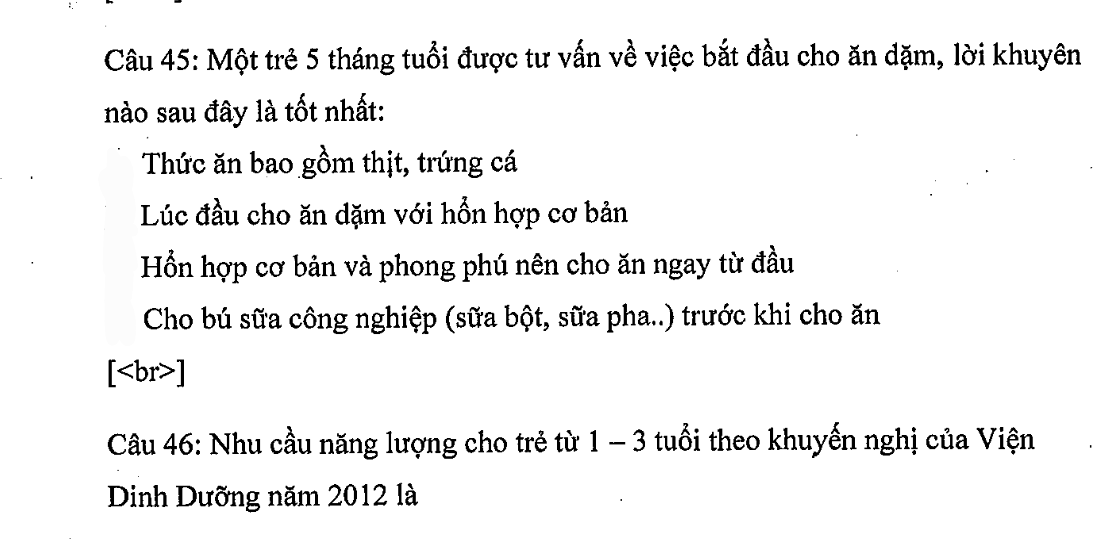 Câu 45: Một trẻ 5 tháng tuổi được tư vấn về việc bắt đầu cho ăn dặm, lời khuyên
nào sau đây là tốt nhất:
Thức ăn bao gồm thịt, trứng cá
Lúc đầu cho ăn dặm với hổn hợp cơ bản
Hổn hợp cơ bản và phong phú nên cho ăn ngay từ đầu
Cho bú sữa công nghiệp (sữa bột, sữa pha..) trước khi cho ăn
[<br>]
Câu 46: Nhu cầu năng lượng cho trẻ từ 1 – 3 tuổi theo khuyến nghị của Viện
Dinh Dưỡng năm 2012 là